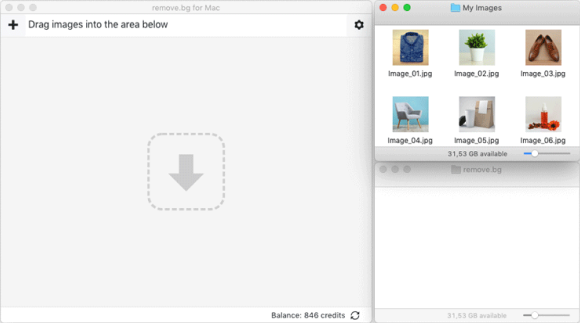 remove.bg for Mac
Drag images into the area below
Balance: 846 credits
My Images
Image_01.jpg
Image_02.jpg
Image_03.jpg
Image_04.jpg
Image_05.jpg
Image_06.jpg
31,53 GB available
remove.bg
31,53 GB available